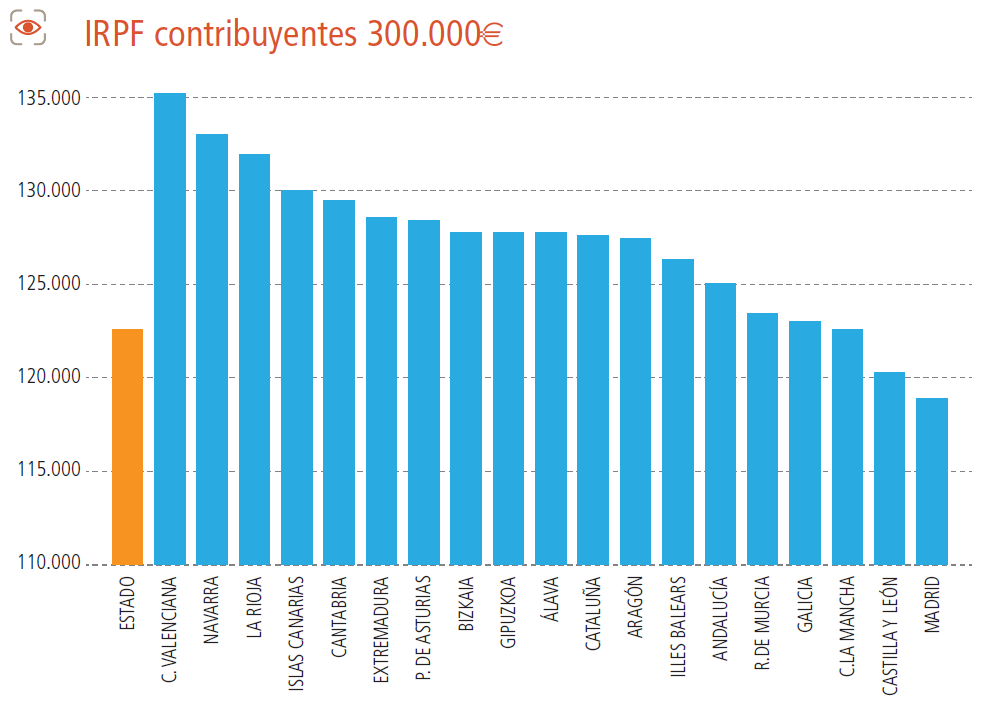 IRPF contribuyentes 300.000€
135.000
130.000
125.000
120.000
115.000
110.000
ESTADO
C. VALENCIANA
NAVARRA
LA RIOJA
ISLAS CANARIAS
CANTABRIA
EXTREMADURA
P. DE ASTURIAS
BIZKAIA
GIPUZKOA
ÁLAVA
CATALUÑA
ARAGÓN
ILLES BALEARS
ANDALUCÍA
R.DE MURCIA
GALICIA
C.LA MANCHA
CASTILLA Y LEÓN
MADRID